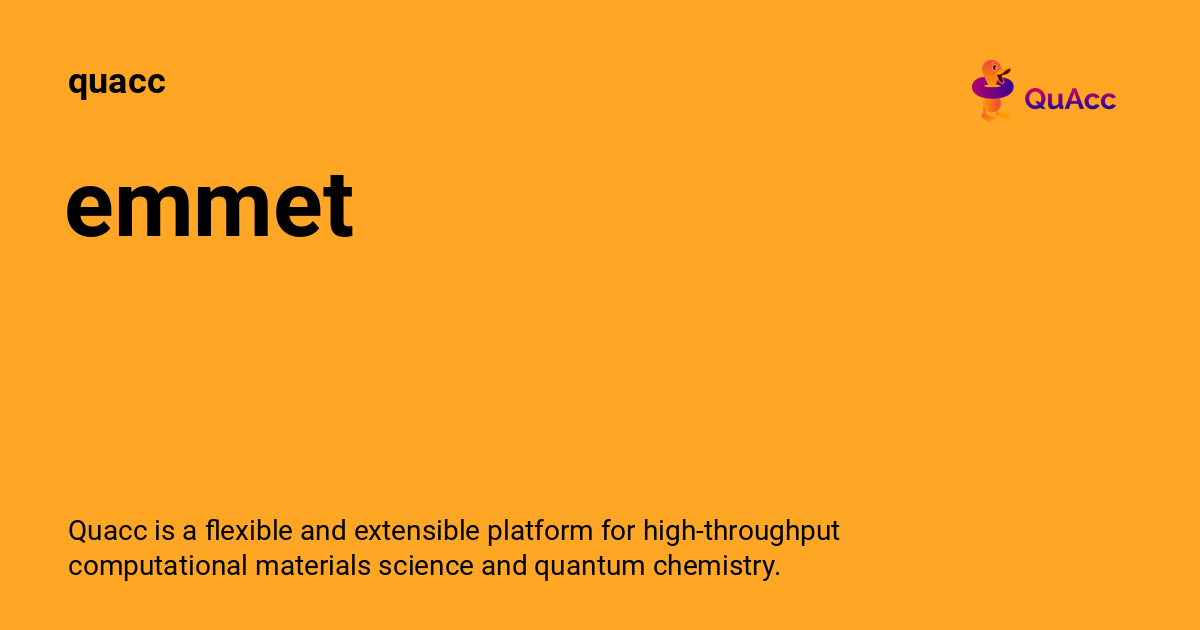 quacc
QuAcc
emmet
Quacc is a flexible and extensible platform for high-throughput
computational materials science and quantum chemistry.